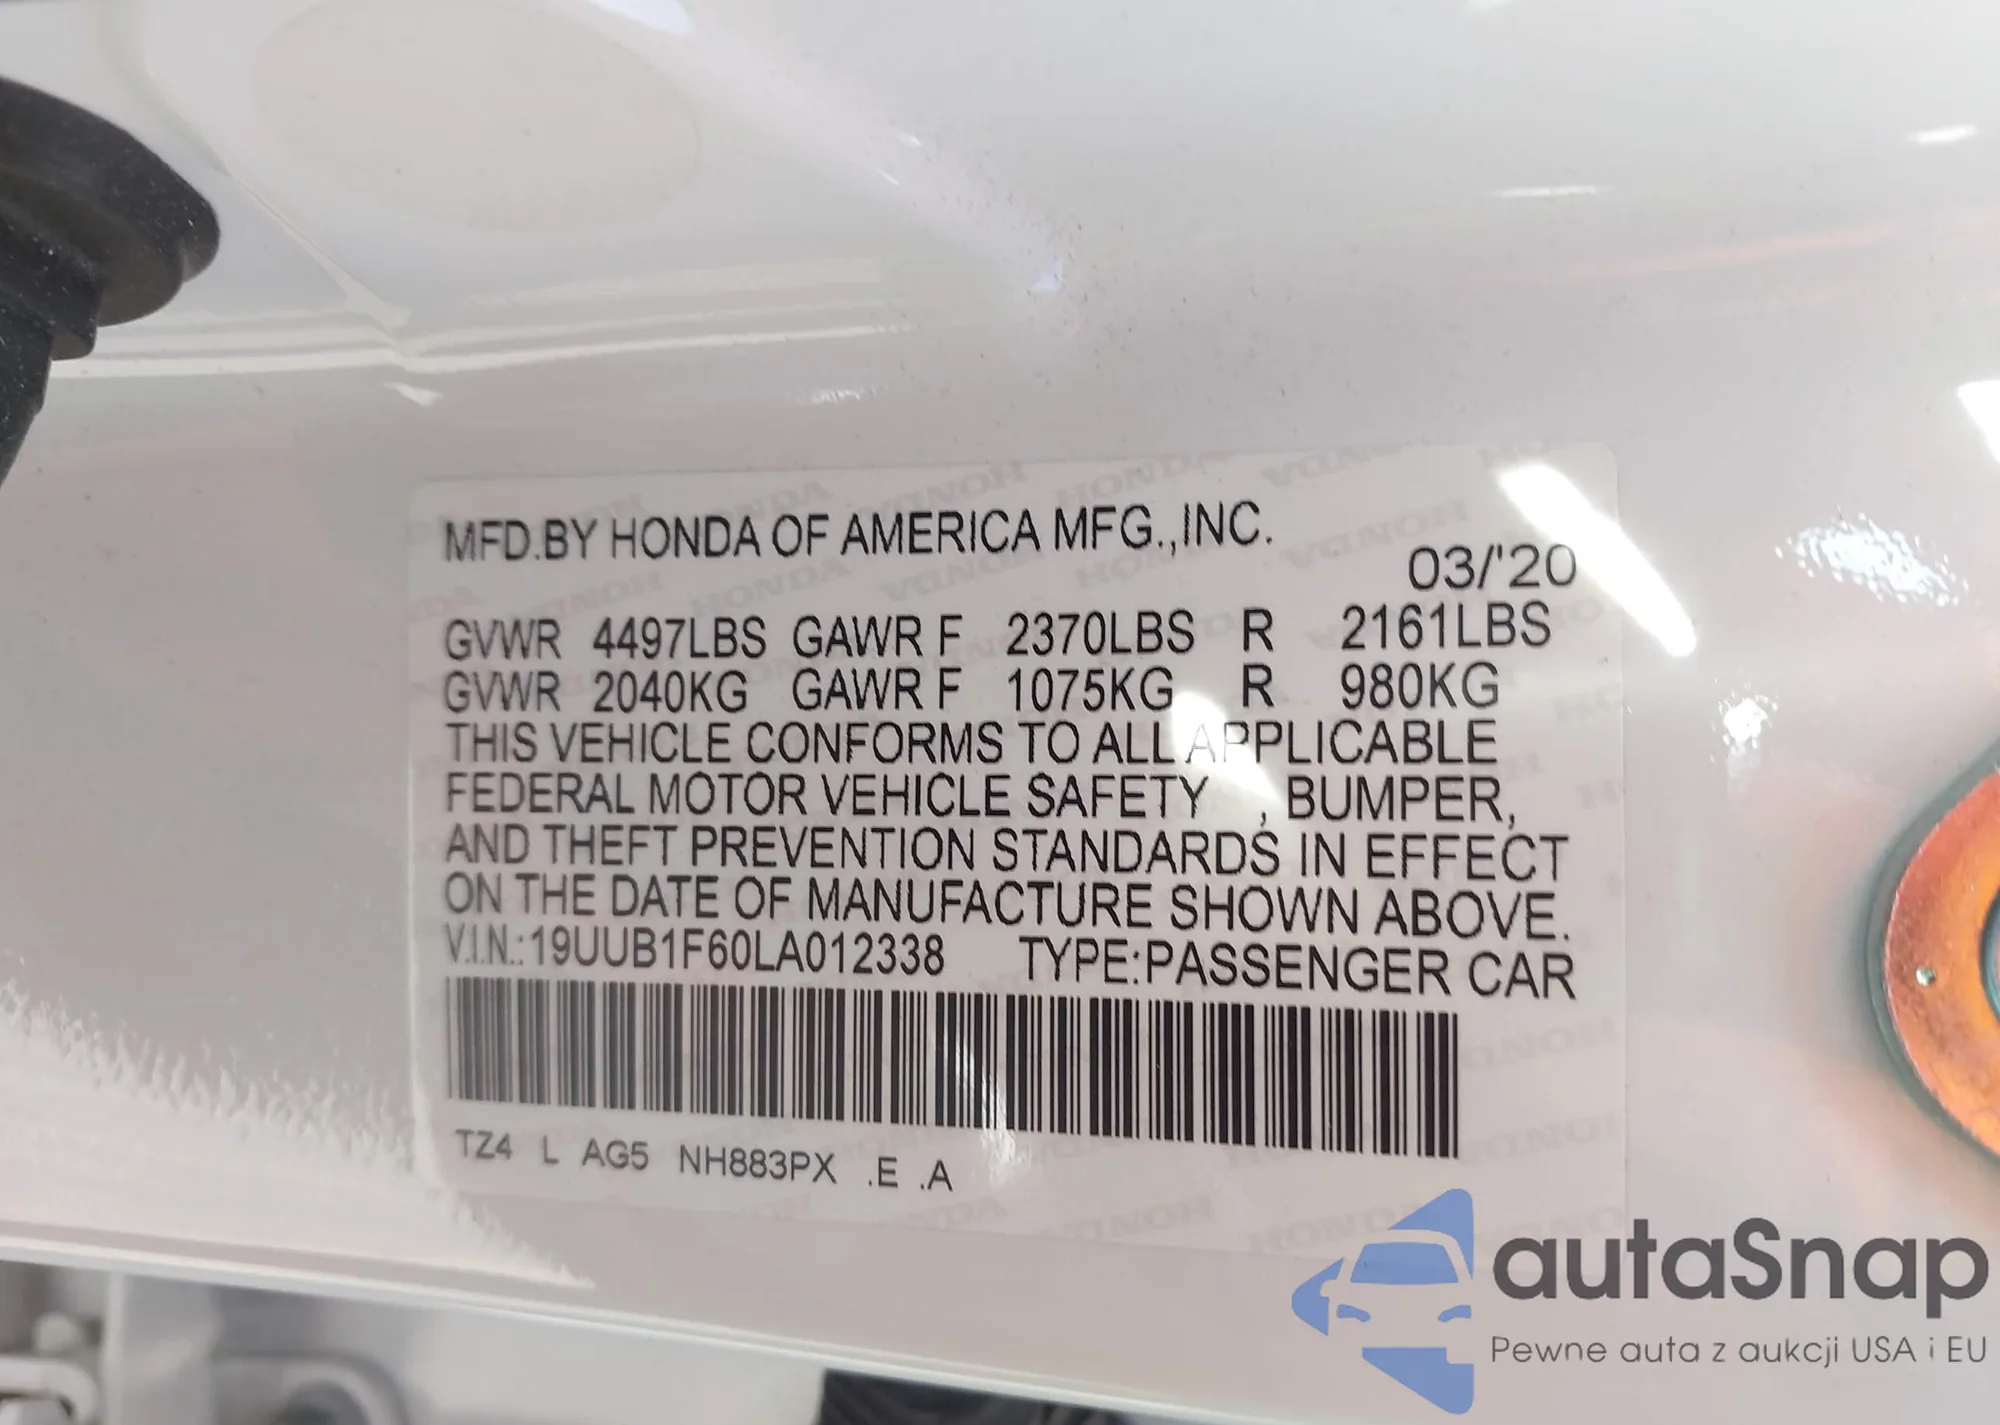 MFD.BY HONDA OF AMERICA MFG.,INC.
03/'20
GVWR 4497LBS GAWR F 2370LBS R 2161LBS
GVWR 2040KG GAWR F 1075KG R 980KG
THIS VEHICLE CONFORMS TO ALL APPLICABLE
FEDERAL MOTOR VEHICLE SAFETY , BUMPER,
AND THEFT PREVENTION STANDARDS IN EFFECT
ON THE DATE OF MANUFACTURE SHOWN ABOVE.
V.I.N.:19UUB1F60LA012338 TYPE:PASSENGER CAR
TZ4 L AG5 NH883PX .E .A
autaSnap
Pewne auta z aukcji USA i EU